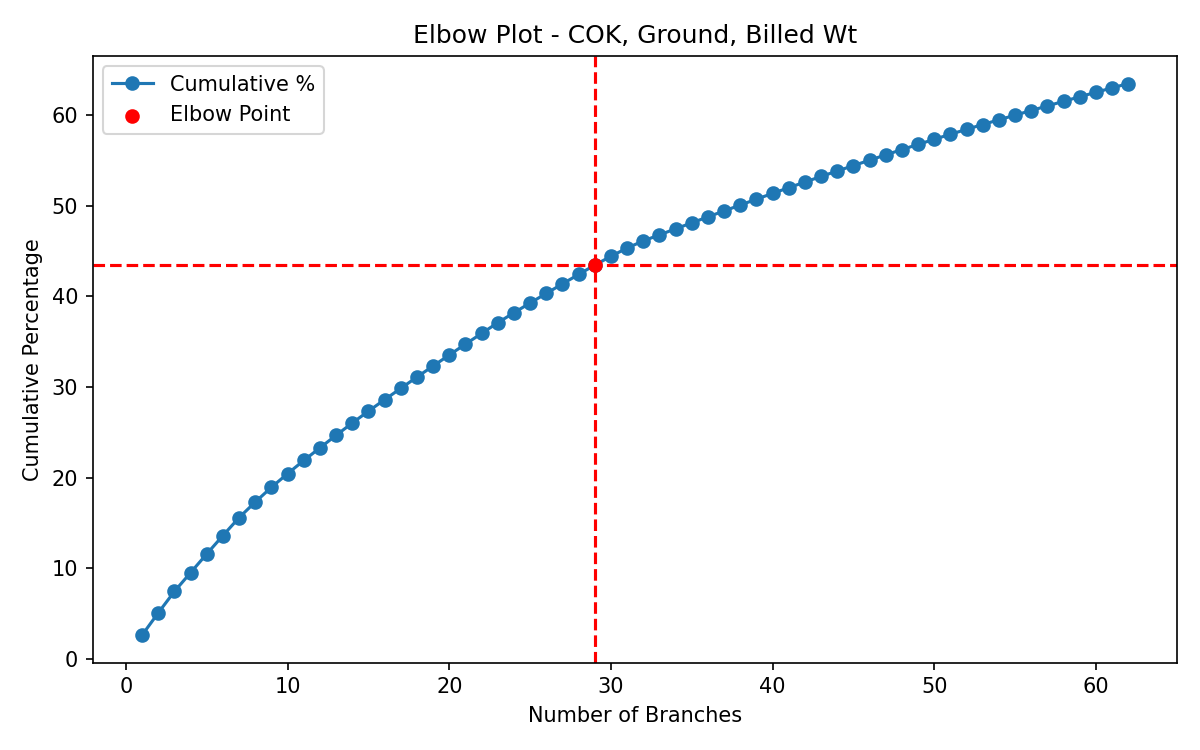 Elbow Plot - COK, Ground, Billed Wt
Cumulative %
Elbow Point
Cumulative Percentage
60
50
40
30
20
10
0
0 10 20 30 40 50 60
Number of Branches